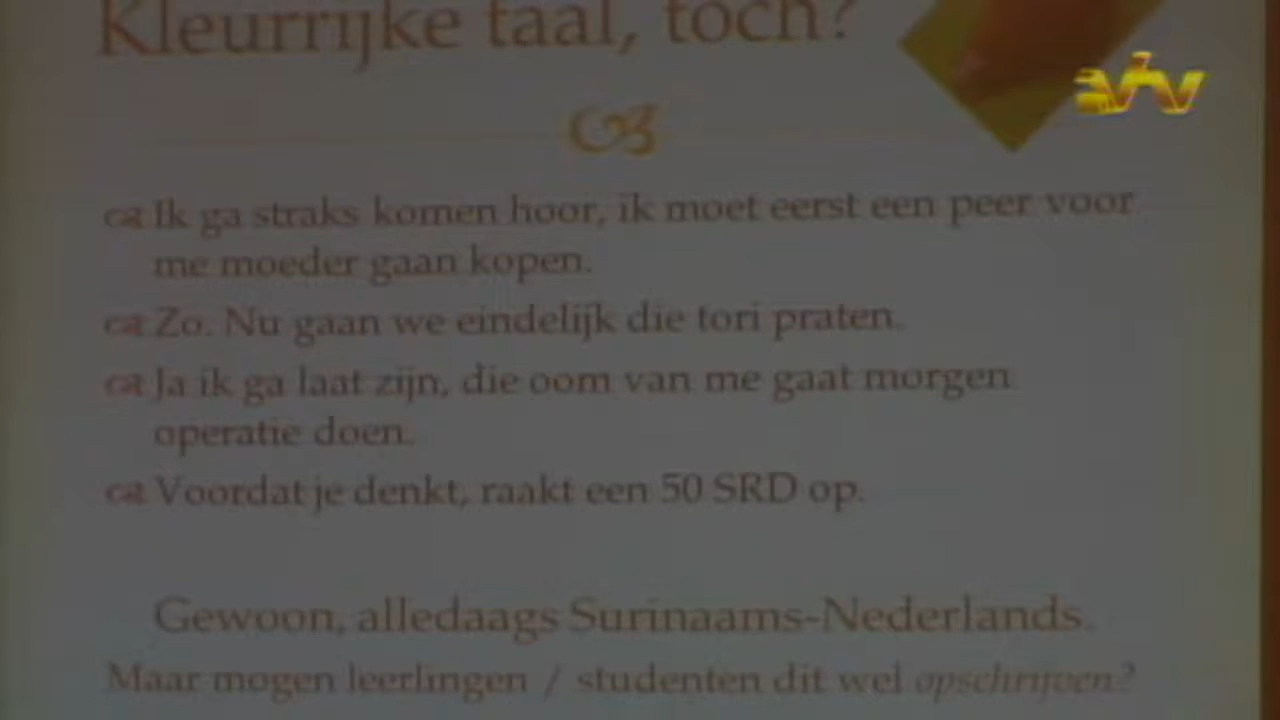 Kleurrijke taal, toch?
Ik ga straks komen hoor, ik moet eerst een peer voor
me moeder gaan kopen.
Zo. Nu gaan we eindelijk die tori praten.
Ja ik ga laat zijn, die oom van me gaat morgen
operatie doen.
Voordat je denkt, raakt een 50 SRD op.
Gewoon, alledaags Surinaams-Nederlands.
Maar mogen leerlingen / studenten dit wel opschrijven?